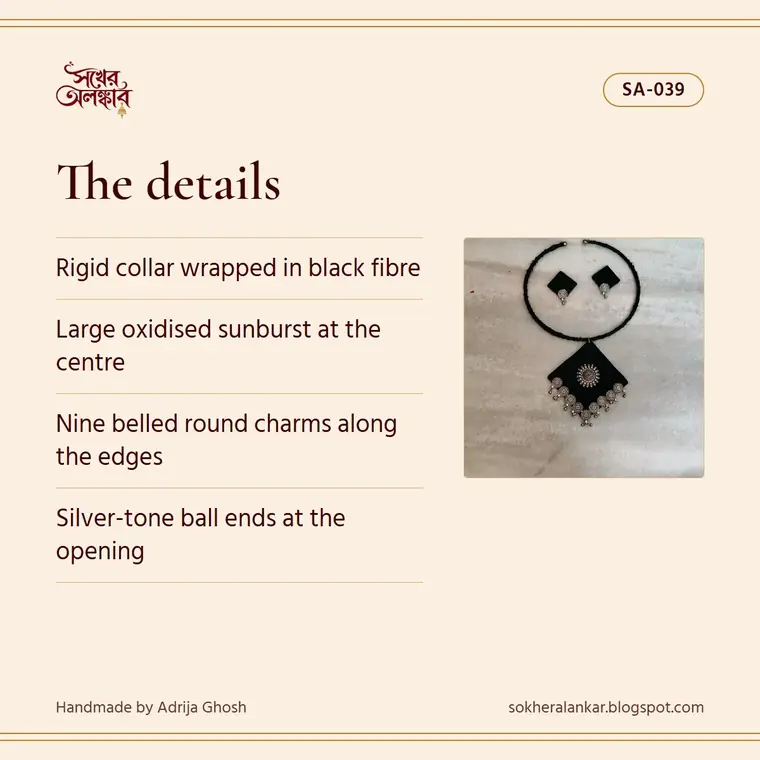 সখের
অলঙ্কার
SA-039
The details
Rigid collar wrapped in black fibre
Large oxidised sunburst at the
centre
Nine belled round charms along
the edges
Silver-tone ball ends at the
opening
Handmade by Adrija Ghosh
sokheralankar.blogspot.com